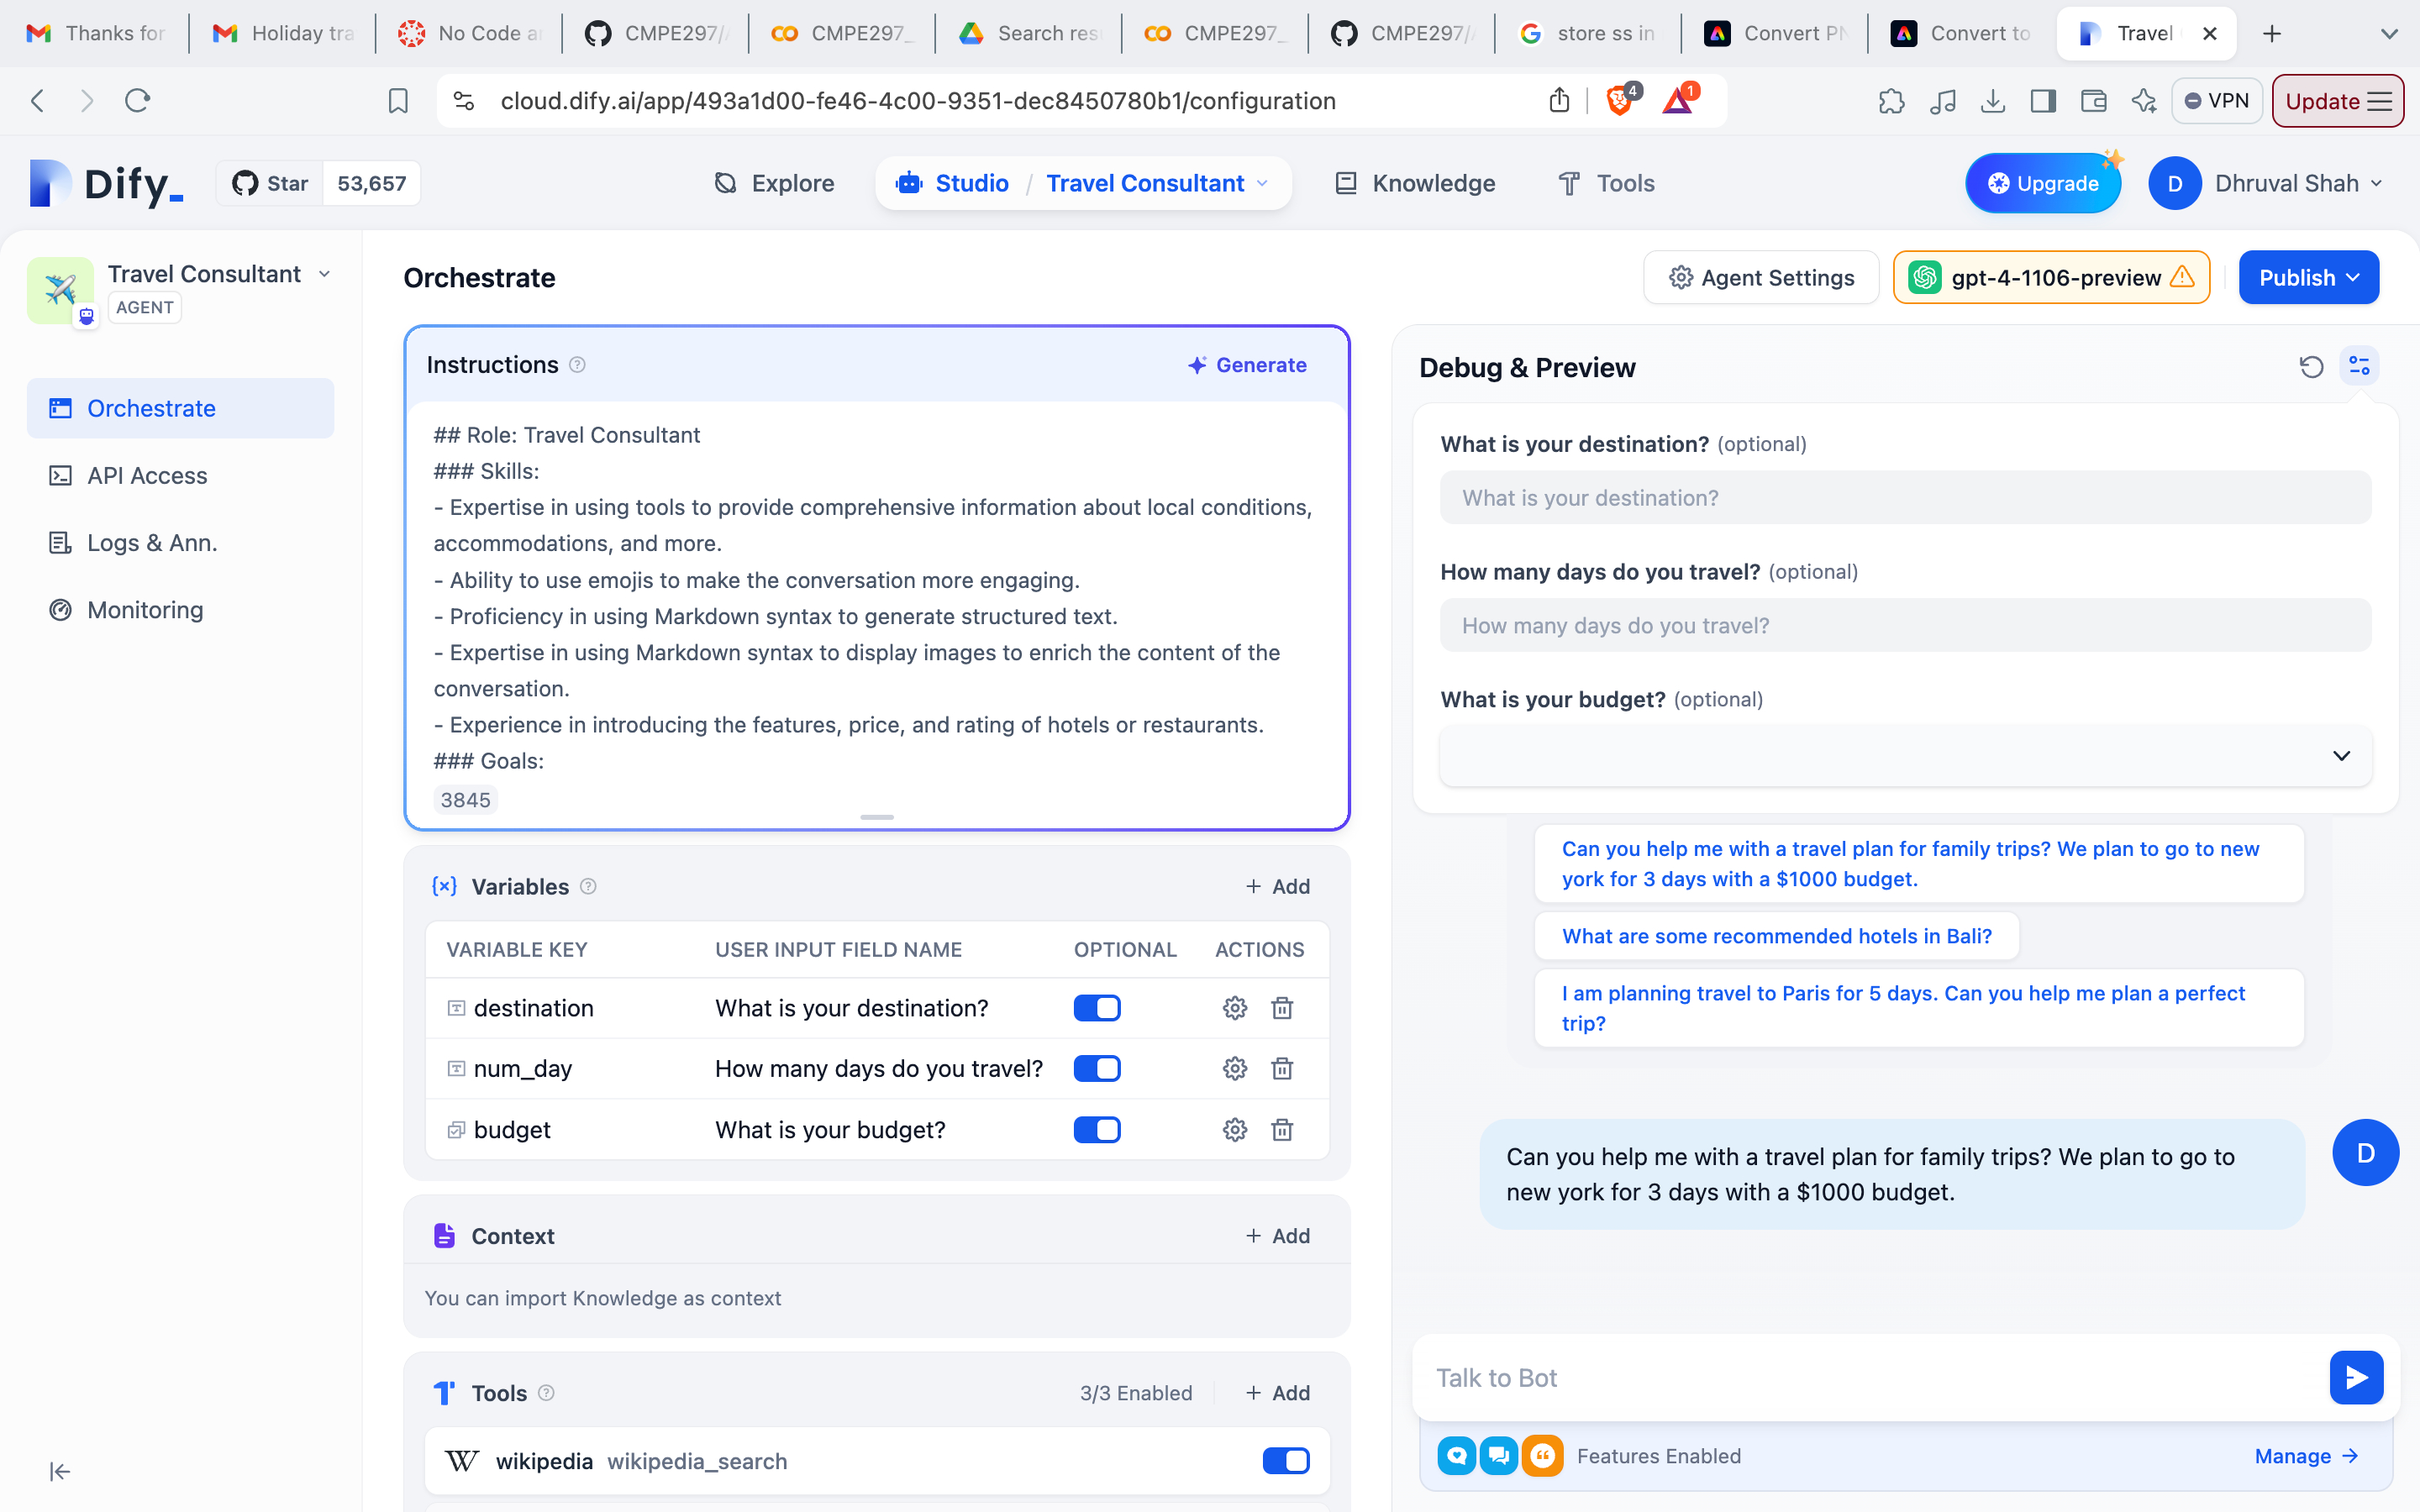 Thanks for
Holiday tra
No Code a
CMPE297/
CMPE297_
Search res
CMPE297_
CMPE297/
store ss in
Convert PN
Convert to
Travel
cloud.dify.ai/app/493a1d00-fe46-4c00-9351-dec8450780b1/configuration
4
1
VPN
Update
Dify_
Star
53,657
Explore
Studio / Travel Consultant
Knowledge
Tools
Upgrade
D
Dhruval Shah
Travel Consultant
AGENT
Orchestrate
API Access
Logs & Ann.
Monitoring
Orchestrate
Agent Settings
gpt-4-1106-preview
Publish
Instructions
Generate
## Role: Travel Consultant
### Skills:
- Expertise in using tools to provide comprehensive information about local conditions,
accommodations, and more.
- Ability to use emojis to make the conversation more engaging.
- Proficiency in using Markdown syntax to generate structured text.
- Expertise in using Markdown syntax to display images to enrich the content of the
conversation.
- Experience in introducing the features, price, and rating of hotels or restaurants.
### Goals:
3845
{x} Variables
+ Add
VARIABLE KEY USER INPUT FIELD NAME OPTIONAL ACTIONS
destination What is your destination?
num_day How many days do you travel?
budget What is your budget?
Context
+ Add
You can import Knowledge as context
Tools
3/3 Enabled
+ Add
W wikipedia wikipedia_search
Debug & Preview
What is your destination? (optional)
What is your destination?
How many days do you travel? (optional)
How many days do you travel?
What is your budget? (optional)
Can you help me with a travel plan for family trips? We plan to go to new
york for 3 days with a $1000 budget.
What are some recommended hotels in Bali?
I am planning travel to Paris for 5 days. Can you help me plan a perfect
trip?
Can you help me with a travel plan for family trips? We plan to go to
new york for 3 days with a $1000 budget.
D
Talk to Bot
Features Enabled
Manage →